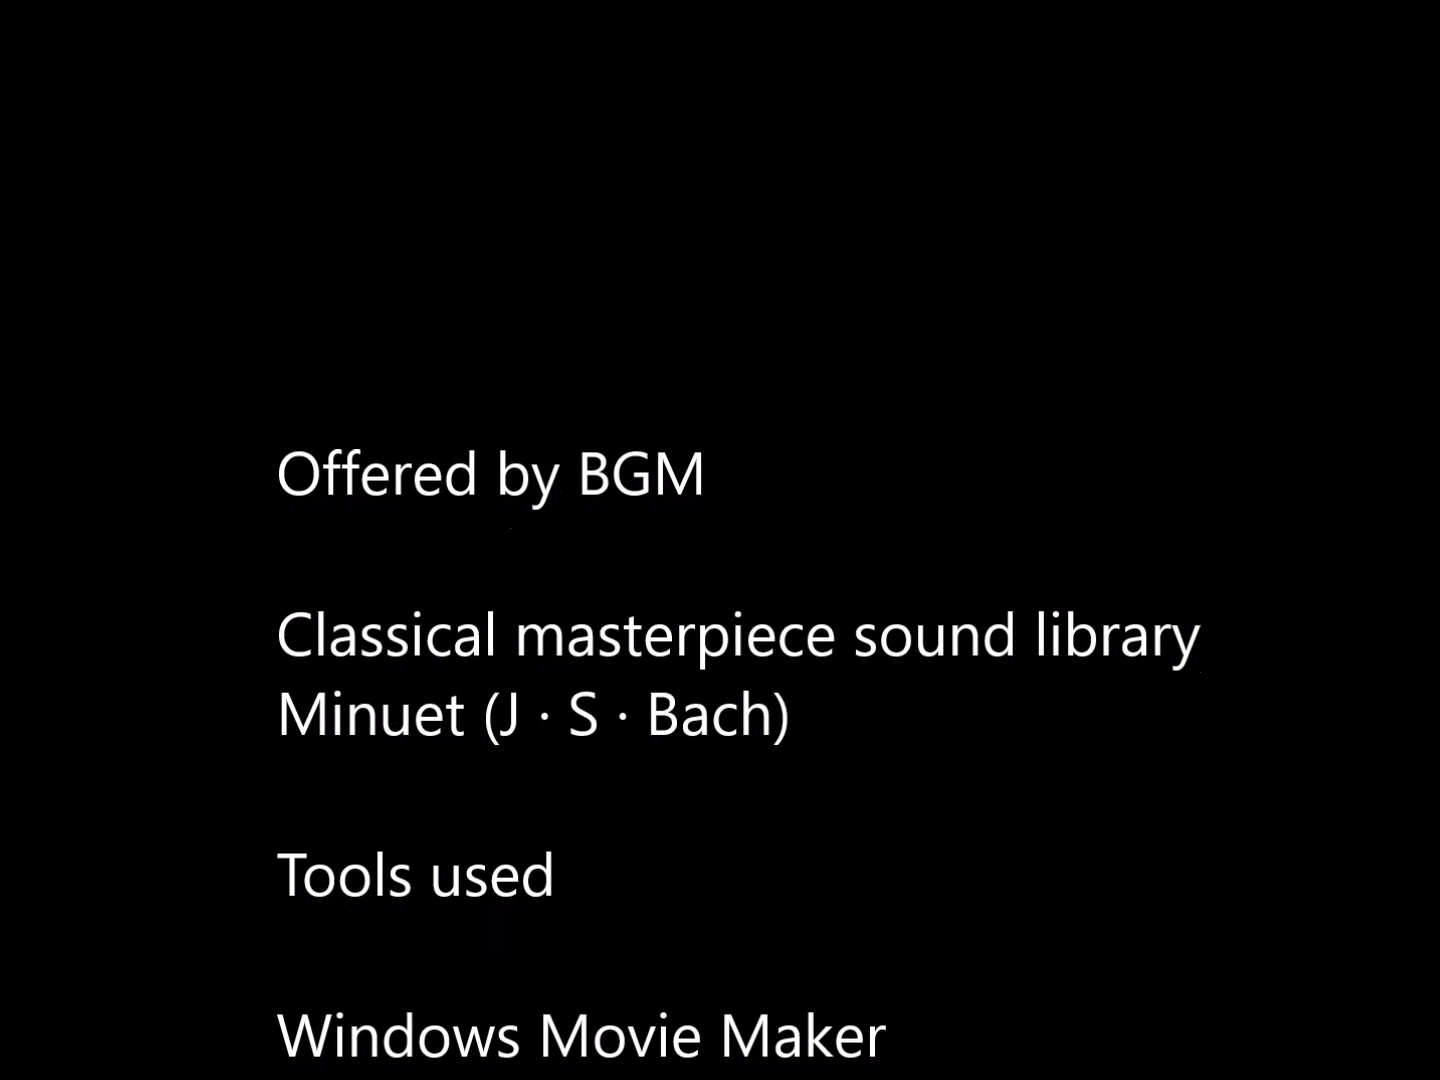 Offered by BGM
Classical masterpiece sound library
Minuet (J・S・Bach)
Tools used
Windows Movie Maker